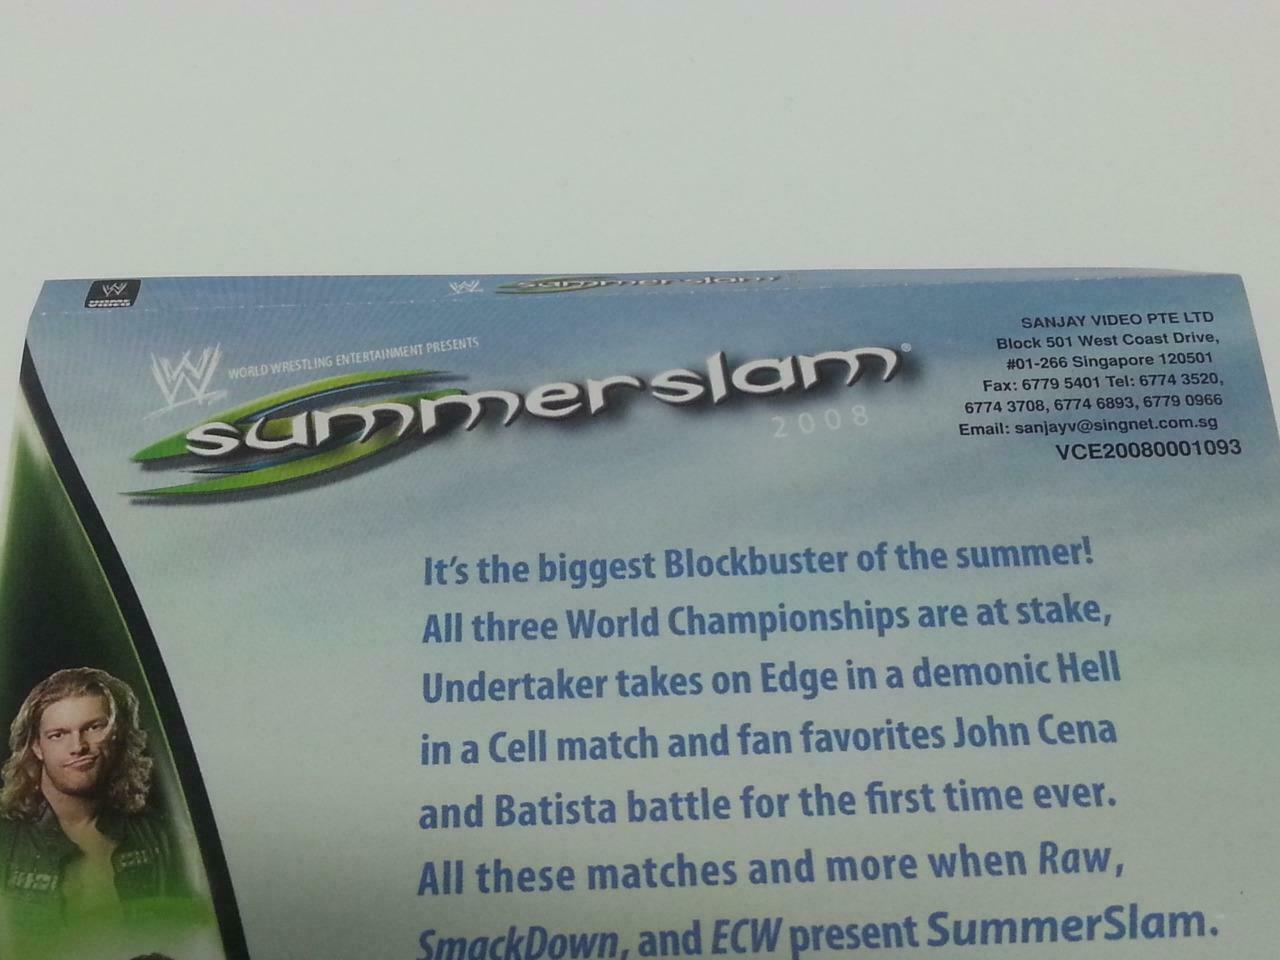 W
HOME VIDEO
W summerslam
W WORLD WRESTLING ENTERTAINMENT PRESENTS
summerslam®
2008
SANJAY VIDEO PTE LTD
Block 501 West Coast Drive,
#01-266 Singapore 120501
Fax: 6779 5401 Tel: 6774 3520,
6774 3708, 6774 6893, 6779 0966
Email: sanjayv@singnet.com.sg
VCE20080001093
It's the biggest Blockbuster of the summer!
All three World Championships are at stake,
Undertaker takes on Edge in a demonic Hell
in a Cell match and fan favorites John Cena
and Batista battle for the first time ever.
All these matches and more when Raw,
SmackDown, and ECW present SummerSlam.